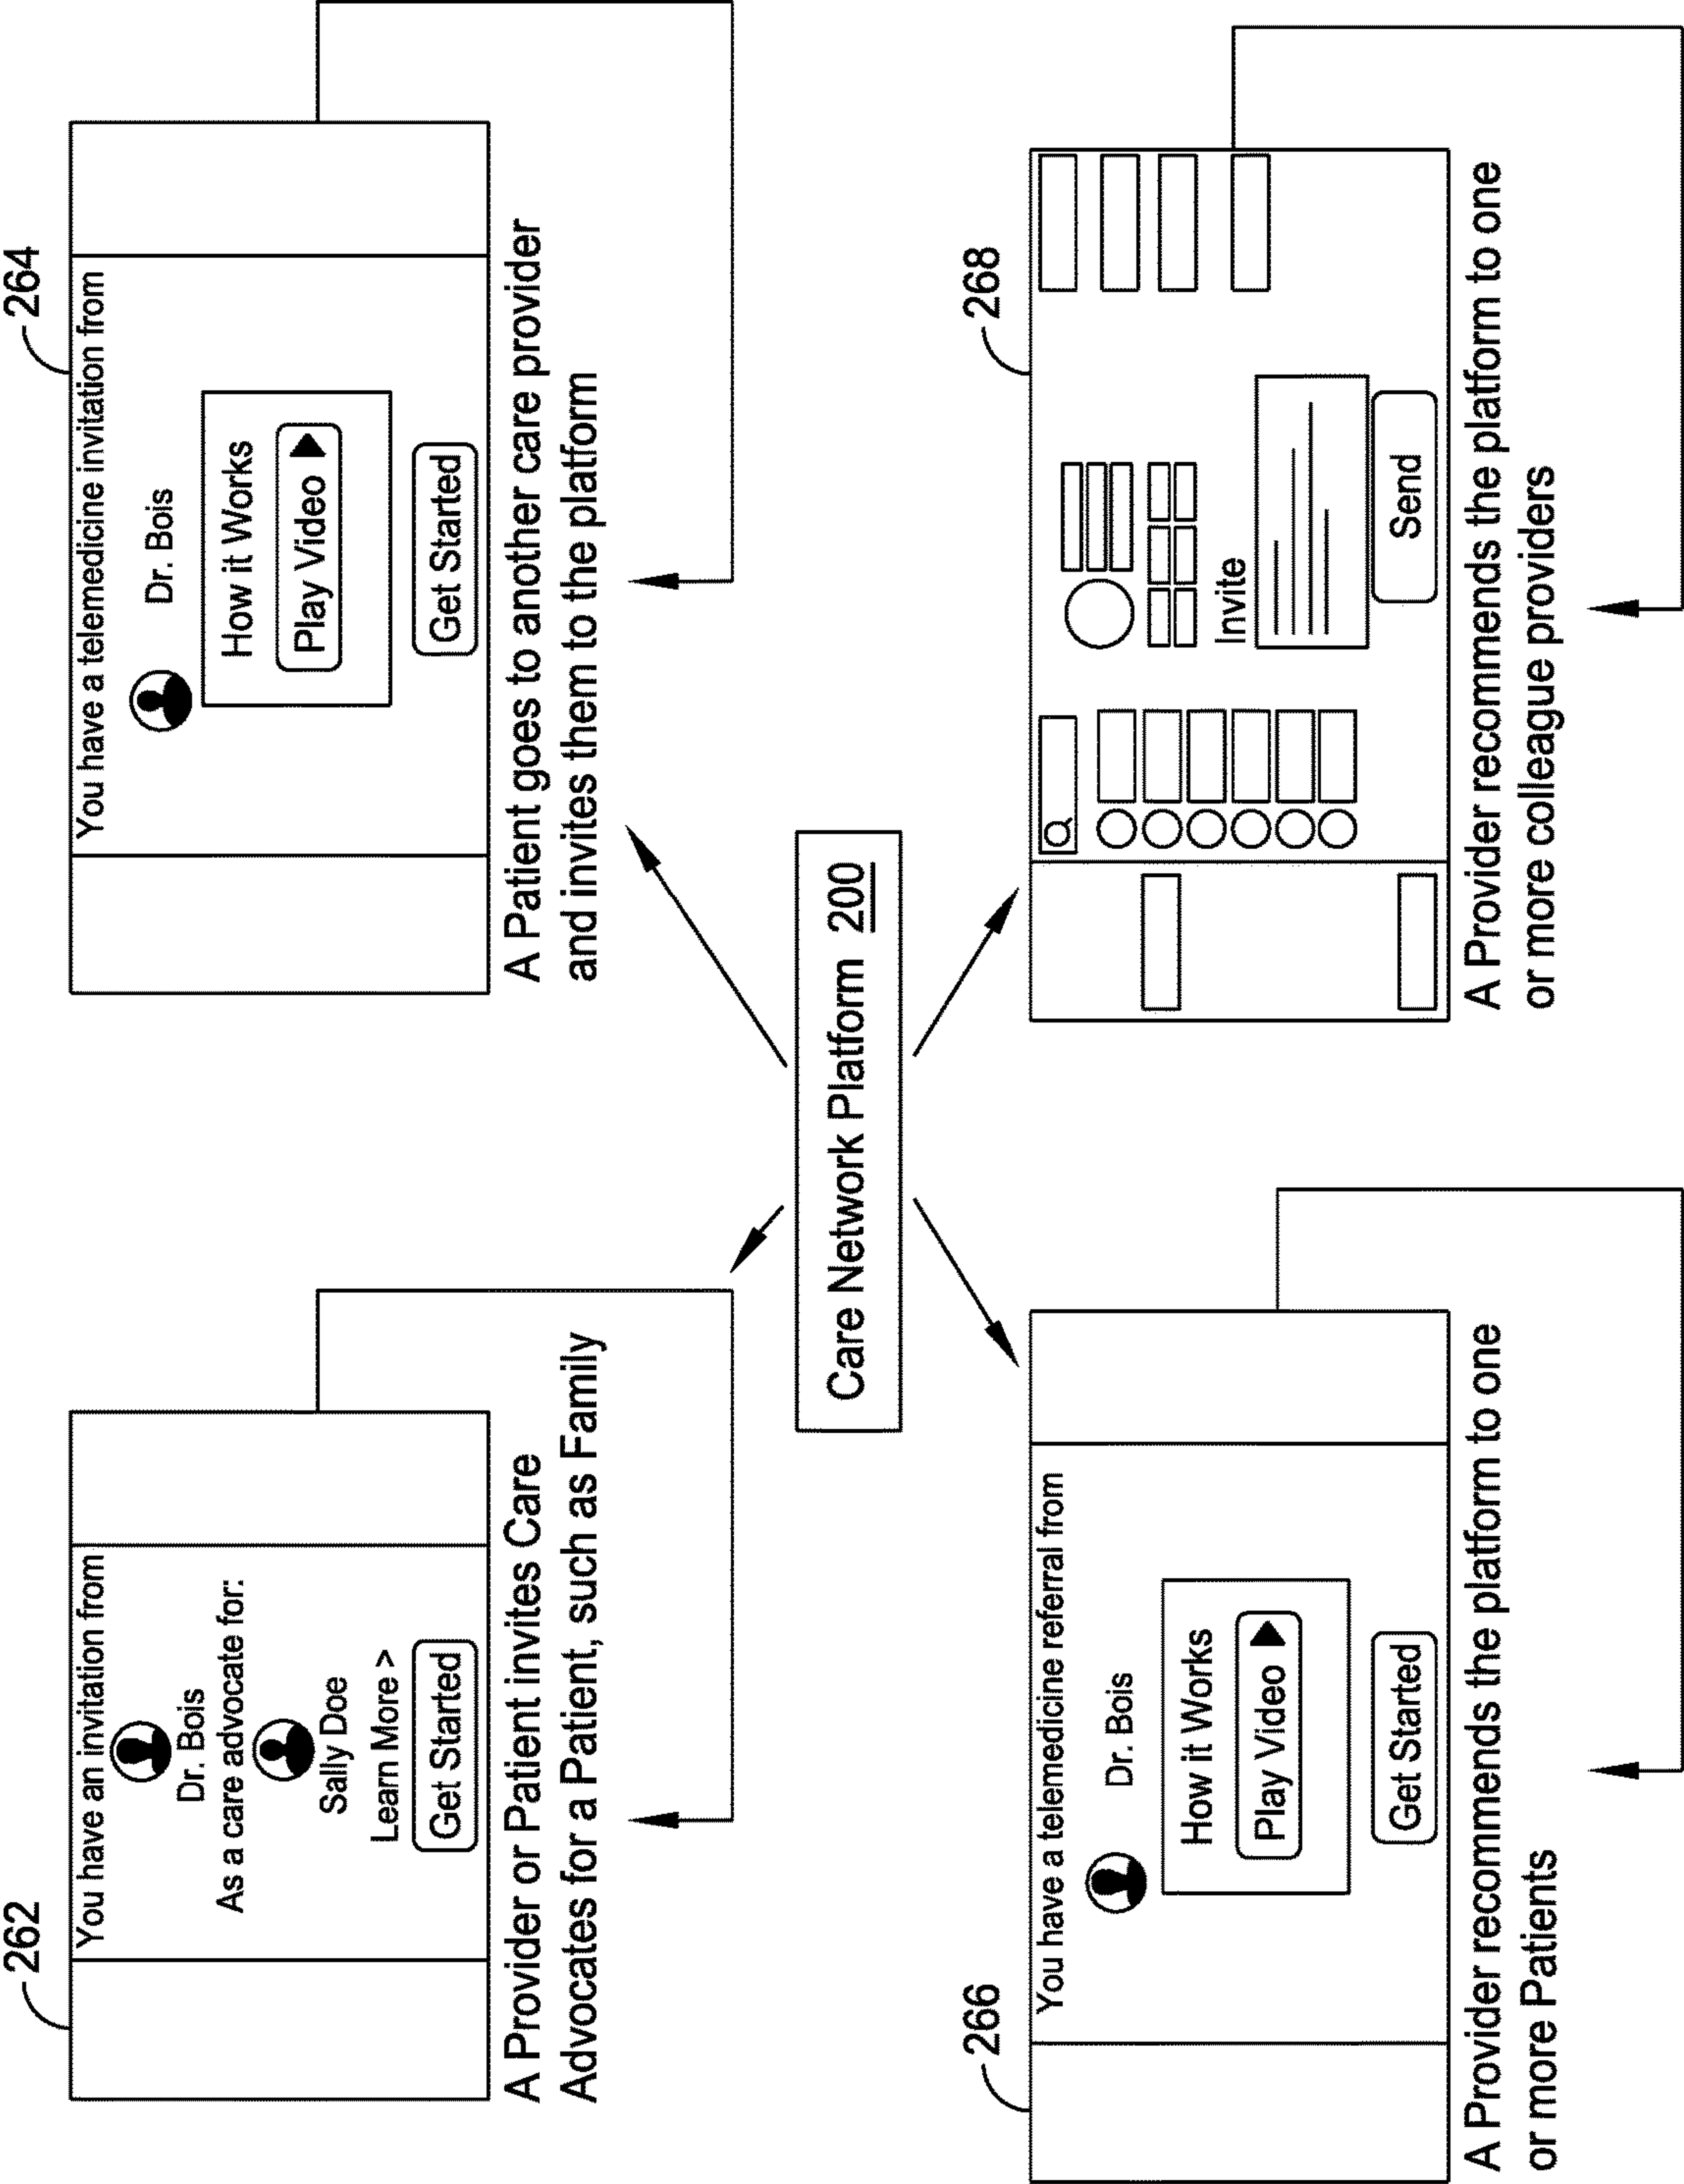 262
You have an invitation from
Dr. Bois
As a care advocate for:
Sally Doe
Learn More >
Get Started
A Provider or Patient invites Care
Advocates for a Patient, such as Family
264
You have a telemedicine invitation from
Dr. Bois
How it Works
Play Video
Get Started
A Patient goes to another care provider
and invites them to the platform
Care Network Platform 200
266
You have a telemedicine referral from
Dr. Bois
How it Works
Play Video
Get Started
A Provider recommends the platform to one
or more Patients
268
Invite
Send
A Provider recommends the platform to one
or more colleague providers